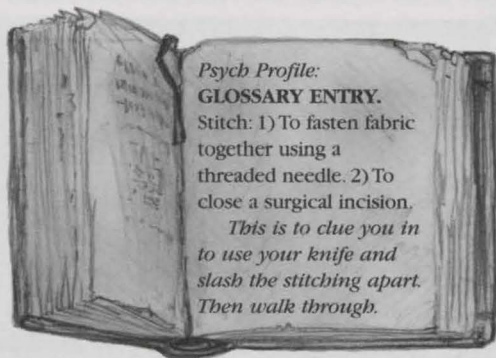 Psych Profile:
GLOSSARY ENTRY.
Stitch: 1) To fasten fabric
together using a
threaded needle. 2) To
close a surgical incision.
This is to clue you in
to use your knife and
slash the stitching apart.
Then walk through.